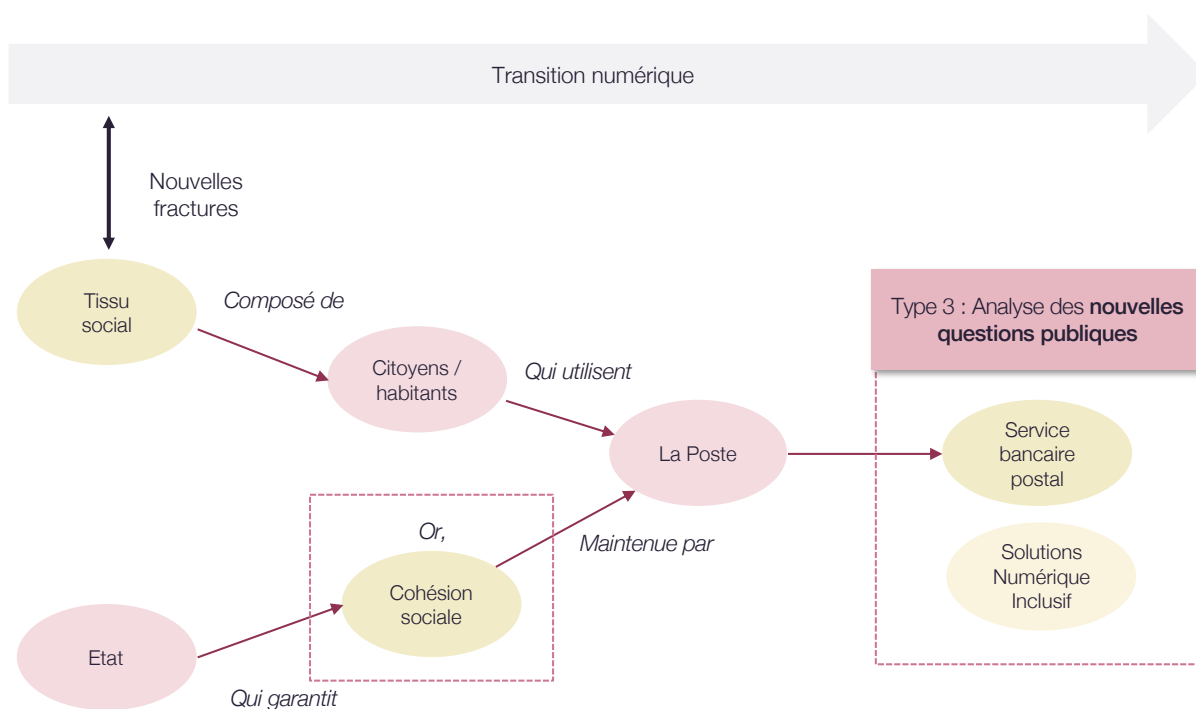 Transition numérique
Nouvelles
fractures
Tissu
social
Composé de
Citoyens /
habitants
Qui utilisent
La Poste
Type 3 : Analyse des nouvelles
questions publiques
Service
bancaire
postal
Solutions
Numérique
Inclusif
Or,
Cohésion
sociale
Maintenue par
Etat
Qui garantit